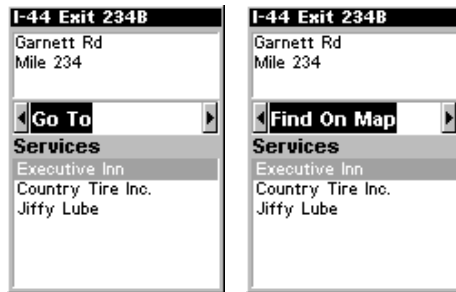 I-44 Exit 234B
Garnett Rd
Mile 234
Go To
Services
Executive Inn
Country Tire Inc.
Jiffy Lube
I-44 Exit 234B
Garnett Rd
Mile 234
Find On Map
Services
Executive Inn
Country Tire Inc.
Jiffy Lube